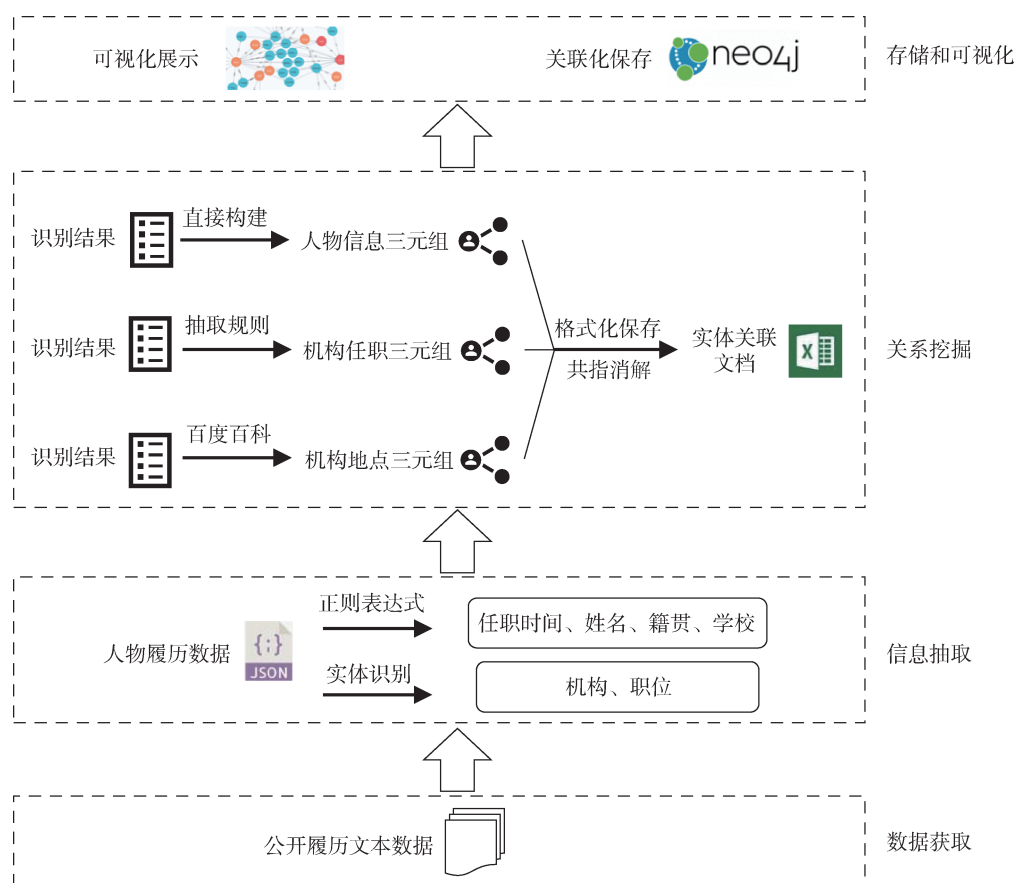 可视化展示
关联化保存
neo4j
存储和可视化
识别结果
直接构建
人物信息三元组
识别结果
抽取规则
机构任职三元组
格式化保存
共指消解
实体关联
文档
X
关系挖掘
识别结果
百度百科
机构地点三元组
人物履历数据
{;}
JSON
正则表达式
任职时间、姓名、籍贯、学校
实体识别
机构、职位
信息抽取
公开履历文本数据
数据获取